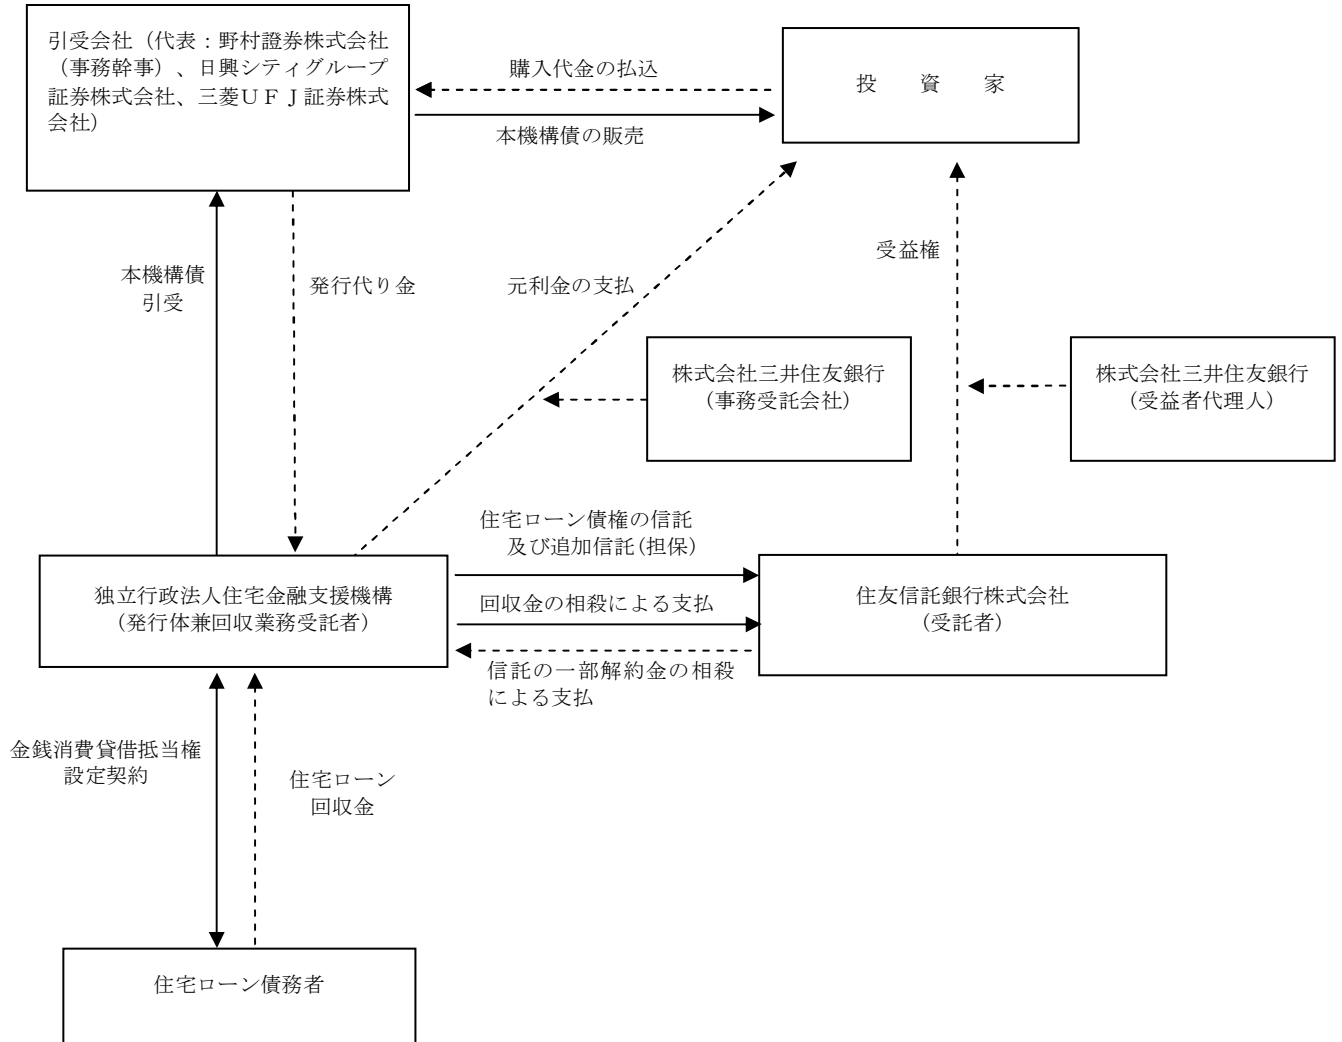 引受会社（代表：野村證券株式会社
（事務幹事）、日興シティグループ
証券株式会社、三菱ＵＦＪ証券株式
会社）
購入代金の払込
本機構債の販売
投　資　家
本機構債
引受
発行代り金
元利金の支払
受益権
株式会社三井住友銀行
（事務受託会社）
株式会社三井住友銀行
（受益者代理人）
住宅ローン債権の信託
及び追加信託（担保）
回収金の相殺による支払
信託の一部解約金の相殺
による支払
独立行政法人住宅金融支援機構
（発行体兼回収業務受託者）
住友信託銀行株式会社
（受託者）
金銭消費貸借抵当権
設定契約
住宅ローン
回収金
住宅ローン債務者